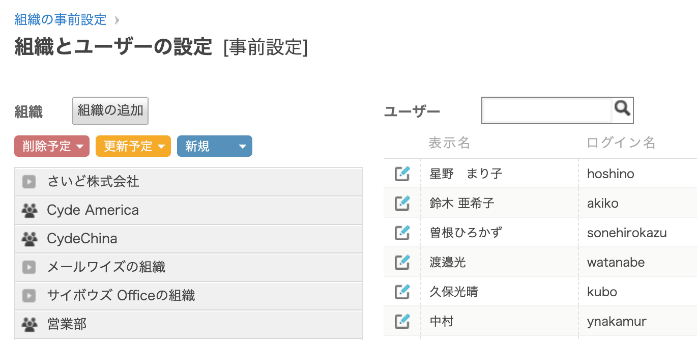 組織の事前設定
組織とユーザーの設定 [事前設定]
組織 組織の追加
削除予定 更新予定 新規
さいど株式会社
Cyde America
CydeChina
メールワイズの組織
サイボウズ Officeの組織
営業部
ユーザー
表示名 ログイン名
星野　まり子 hoshino
鈴木 亜希子 akiko
曽根ひろかず sonehirokazu
渡邉光 watanabe
久保光晴 kubo
中村 ynakamur